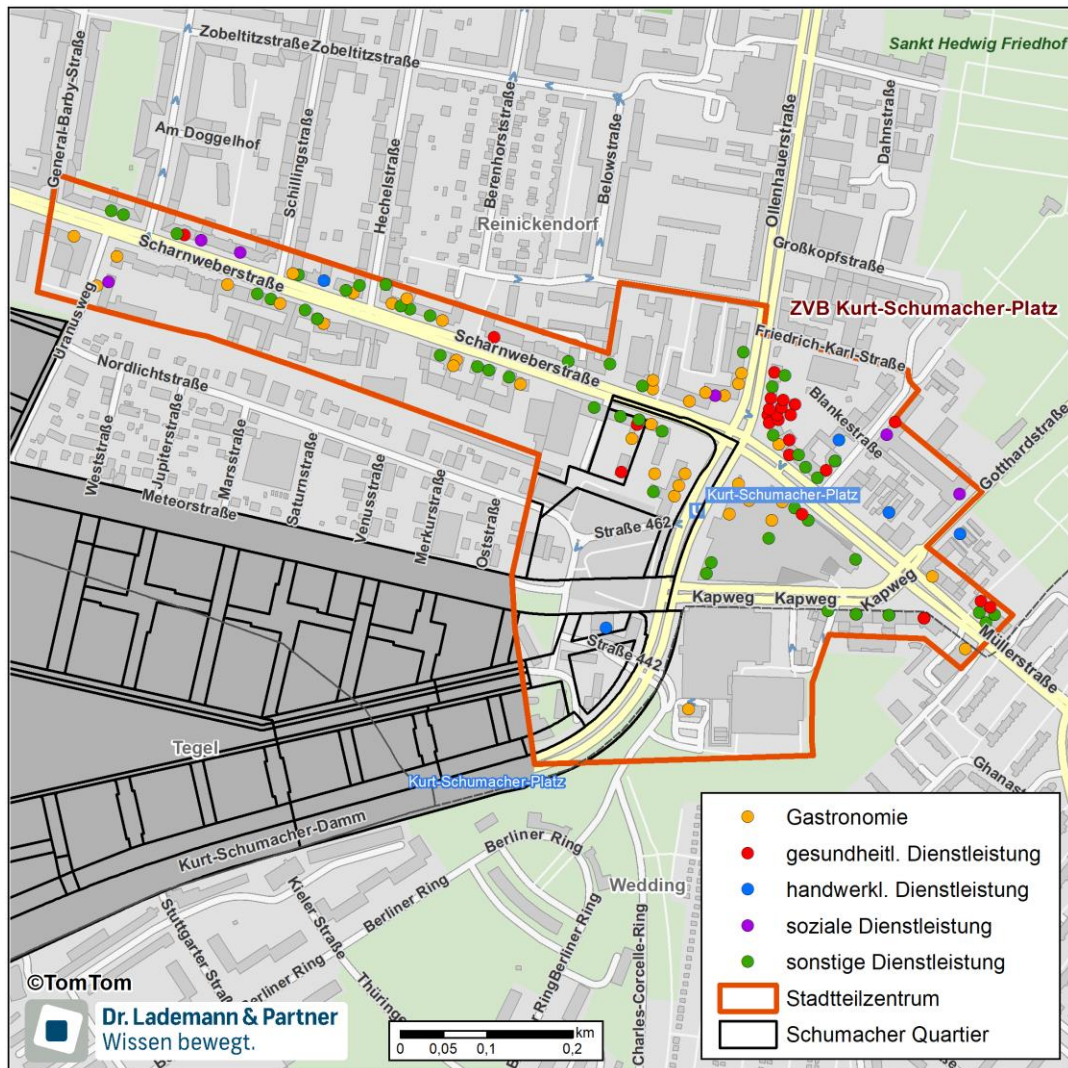 Zobeltitzstraße
Zobeltitzstraße
Sankt Hedwig Friedhof
General-Barby-Straße
Am Doggelhof
Schillingstraße
Hechelstraße
Berenhorststraße
Belowstraße
Ollenhauerstraße
Dahnstraße
Reinickendorf
Großkopfstraße
Scharnweberstraße
ZVB Kurt-Schumacher-Platz
Uranusweg
Scharnweberstraße
Friedrich-Karl-Straße
Nordlichtstraße
Blankestraße
Gotthardstraße
Weststraße
Jupiterstraße
Marsstraße
Saturnstraße
Venusstraße
Merkurstraße
Oststraße
Meteorstraße
Kurt-Schumacher-Platz
U
Straße 462
Kapweg
Kapweg
Kapweg
Straße 442
Müllerstraße
Tegel
Kurt-Schumacher-Platz
Kurt-Schumacher-Damm
Berliner Ring
Wedding
Kieler Straße
Berliner Ring
Berliner Ring
Berliner Ring
Charles-Corcelle-Ring
Gastronomie
gesundheitl. Dienstleistung
handwerkl. Dienstleistung
soziale Dienstleistung
sonstige Dienstleistung
Stadtteilzentrum
Schumacher Quartier
©TomTom
Dr. Lademann & Partner
Wissen bewegt.
km
0 0,05 0,1 0,2